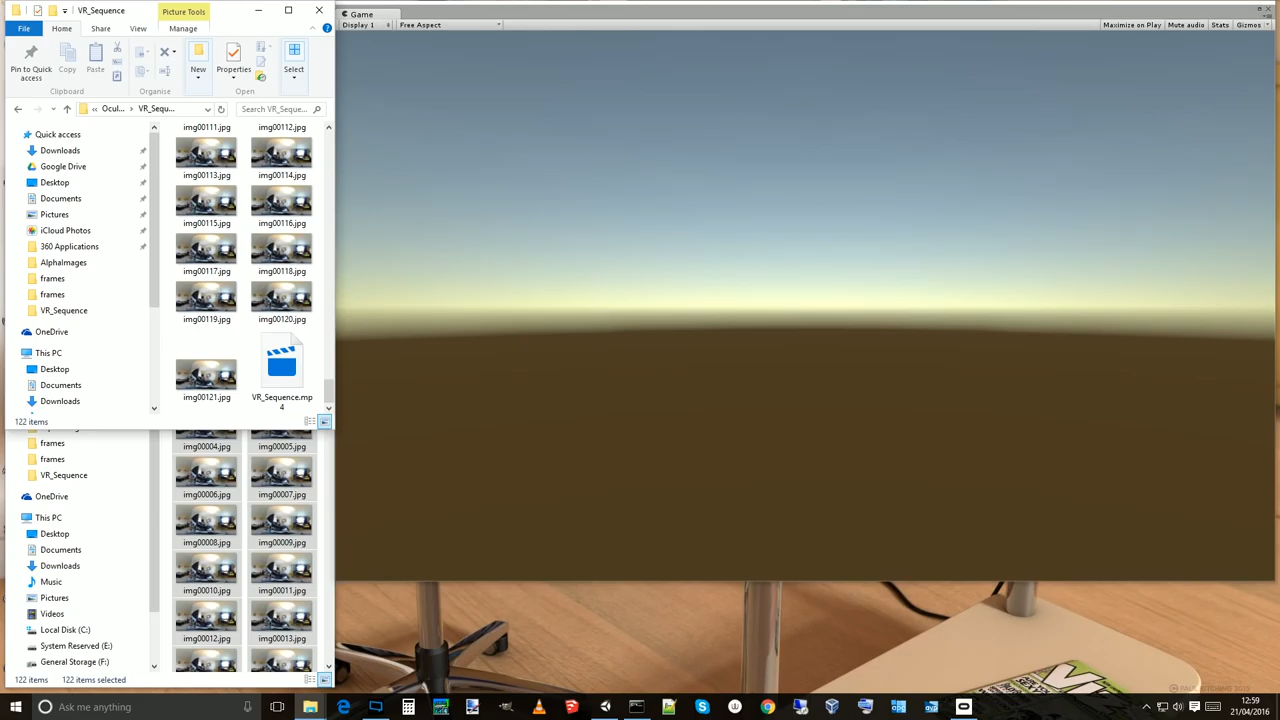 VR_Sequence
Picture Tools
File
Home
Share
View
Manage
Pin to Quick access
Copy
Paste
New
Properties
Select
Clipboard
Organise
Open
Ocul...
VR_Sequ...
Search VR_Seque...
Quick access
Downloads
Google Drive
Desktop
Documents
Pictures
iCloud Photos
360 Applications
AlphaImages
frames
frames
VR_Sequence
OneDrive
This PC
Desktop
Documents
Downloads
img00111.jpg
img00112.jpg
img00113.jpg
img00114.jpg
img00115.jpg
img00116.jpg
img00117.jpg
img00118.jpg
img00119.jpg
img00120.jpg
img00121.jpg
VR_Sequence.mp4
122 items
frames
frames
VR_Sequence
OneDrive
This PC
Desktop
Documents
Downloads
Music
Pictures
Videos
Local Disk (C:)
System Reserved (E:)
General Storage (F:)
img00004.jpg
img00005.jpg
img00006.jpg
img00007.jpg
img00008.jpg
img00009.jpg
img00010.jpg
img00011.jpg
img00012.jpg
img00013.jpg
122 items
122 items selected
Game
Display 1
Free Aspect
Maximize on Play
Mute audio
Stats
Gizmos
Ask me anything
12:59
21/04/2016